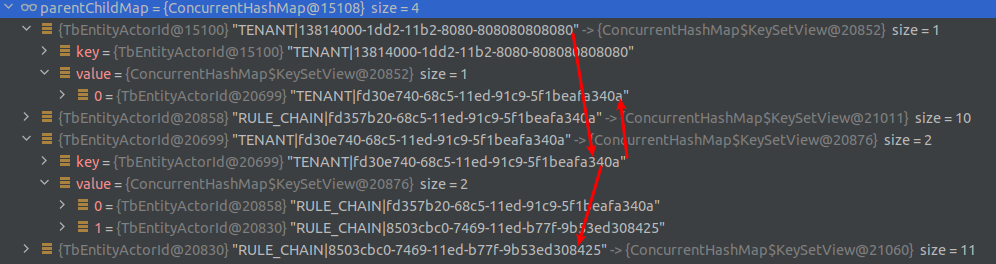 parentChildMap = {ConcurrentHashMap@15108} size = 4
{TbEntityActorId@15100} "TENANT|13814000-1dd2-11b2-8080-808080808080" -> {ConcurrentHashMap$KeySetView@20852} size = 1
key = {TbEntityActorId@15100} "TENANT|13814000-1dd2-11b2-8080-808080808080"
value = {ConcurrentHashMap$KeySetView@20852} size = 1
0 = {TbEntityActorId@20699} "TENANT|fd30e740-68c5-11ed-91c9-5f1beafa340a"
{TbEntityActorId@20858} "RULE_CHAIN|fd357b20-68c5-11ed-91c9-5f1beafa340a" -> {ConcurrentHashMap$KeySetView@21011} size = 10
{TbEntityActorId@20699} "TENANT|fd30e740-68c5-11ed-91c9-5f1beafa340a" -> {ConcurrentHashMap$KeySetView@20876} size = 2
key = {TbEntityActorId@20699} "TENANT|fd30e740-68c5-11ed-91c9-5f1beafa340a"
value = {ConcurrentHashMap$KeySetView@20876} size = 2
0 = {TbEntityActorId@20858} "RULE_CHAIN|fd357b20-68c5-11ed-91c9-5f1beafa340a"
1 = {TbEntityActorId@20830} "RULE_CHAIN|8503cbc0-7469-11ed-b77f-9b53ed308425"
{TbEntityActorId@20830} "RULE_CHAIN|8503cbc0-7469-11ed-b77f-9b53ed308425" -> {ConcurrentHashMap$KeySetView@21060} size = 11